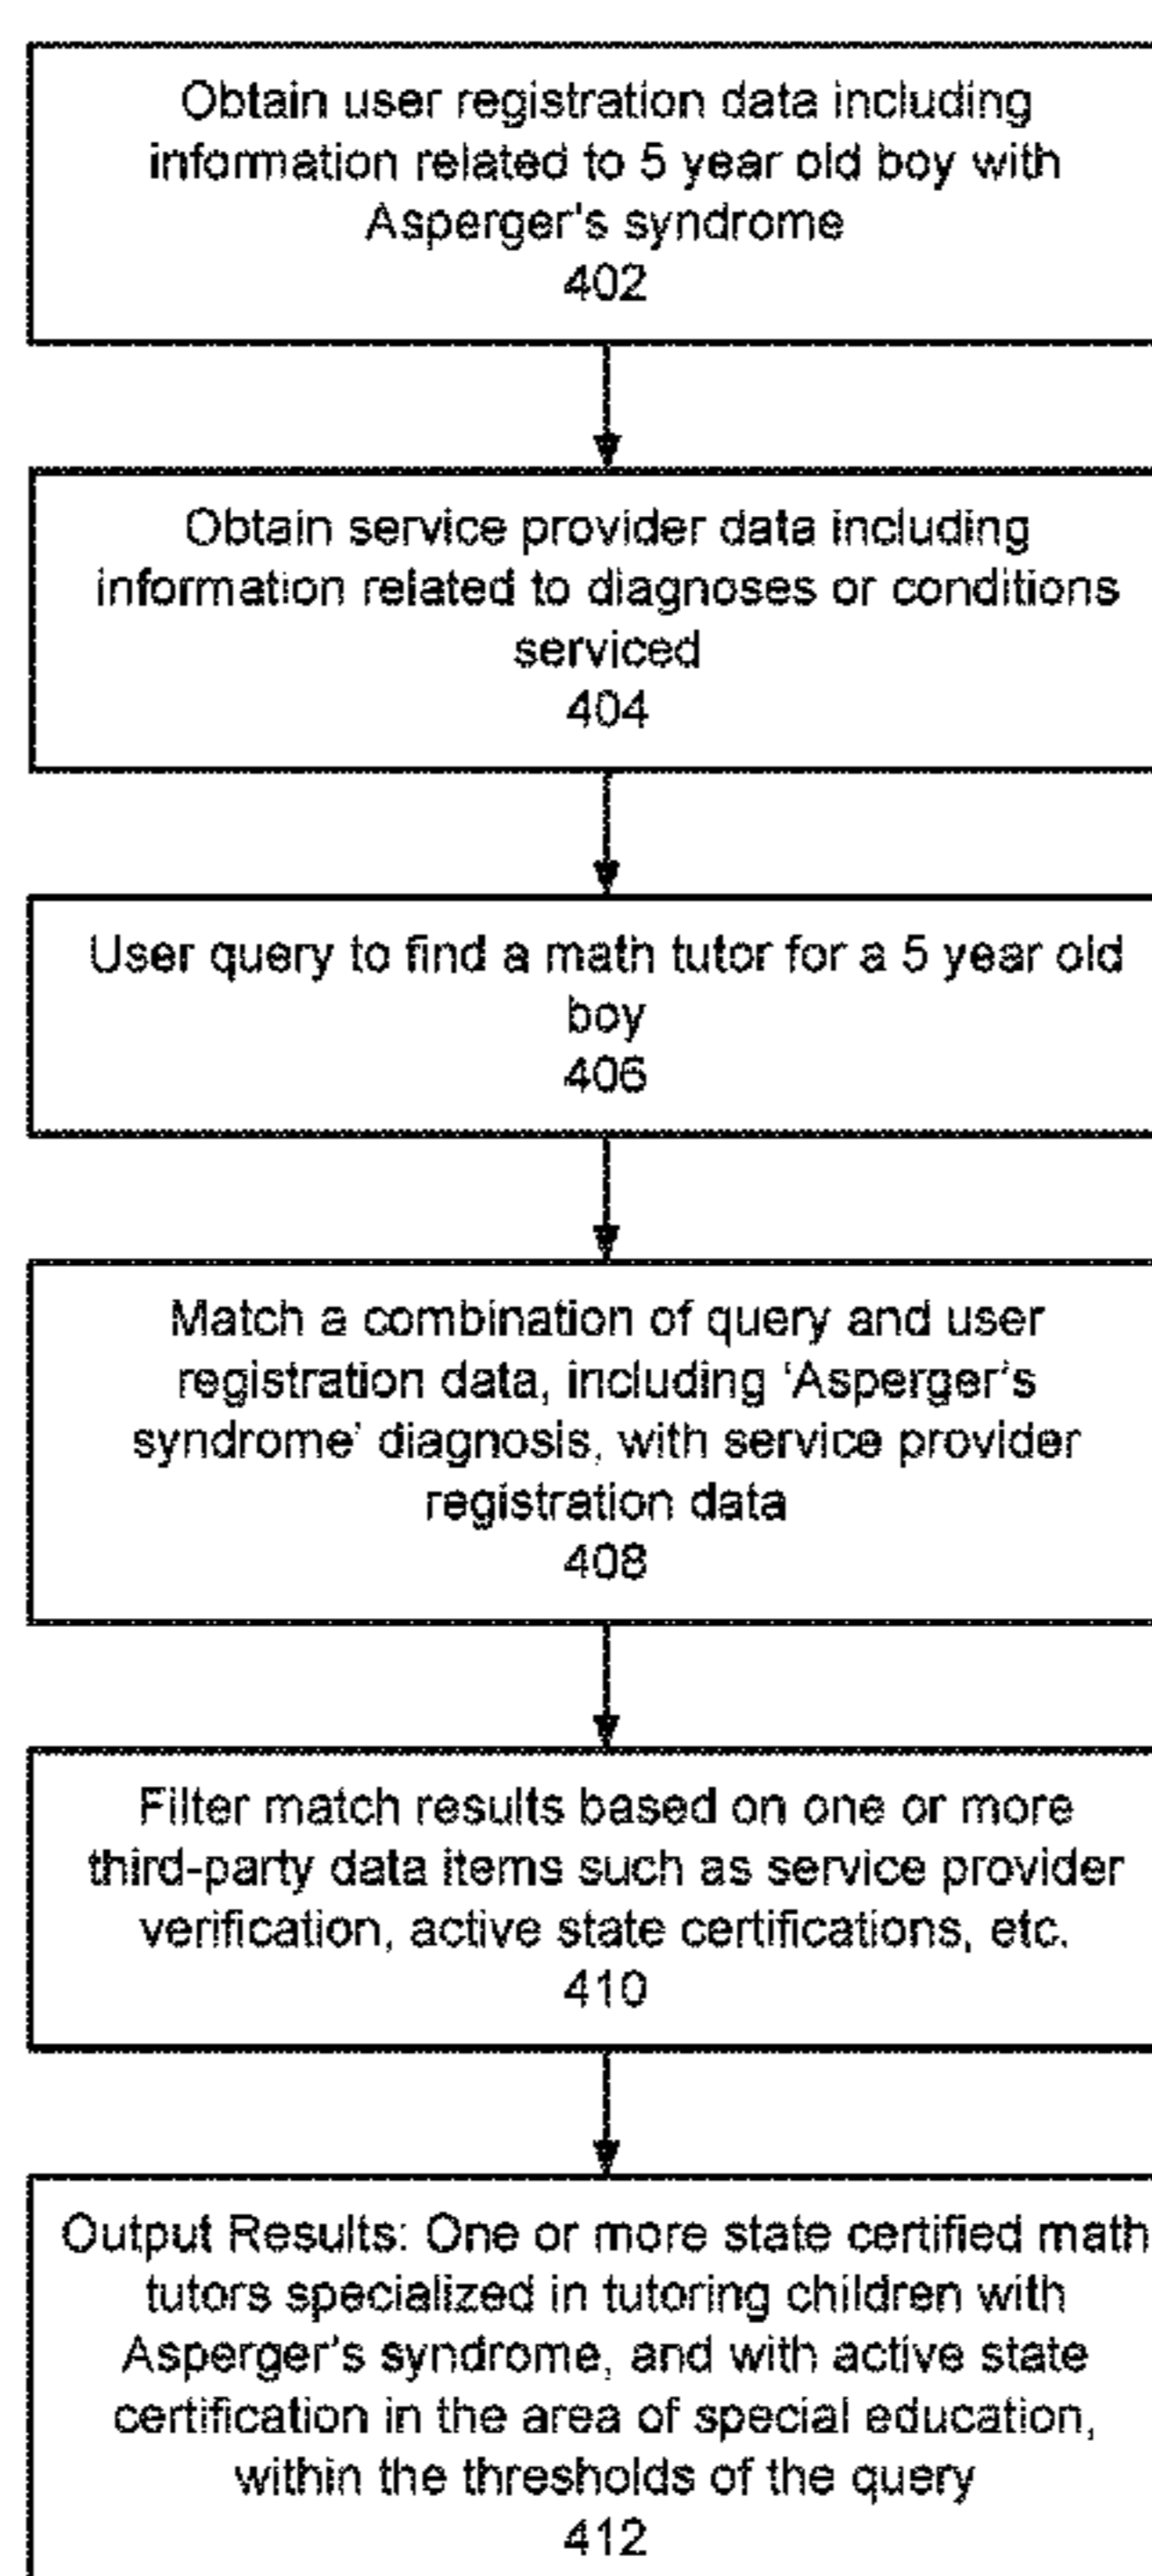 Obtain user registration data including
information related to 5 year old boy with
Asperger's syndrome
402
Obtain service provider data including
information related to diagnoses or conditions
serviced
404
User query to find a math tutor for a 5 year old
boy
406
Match a combination of query and user
registration data, including ‘Asperger’s
syndrome’ diagnosis, with service provider
registration data
408
Filter match results based on one or more
third-party data items such as service provider
verification, active state certifications, etc.
410
Output Results: One or more state certified math
tutors specialized in tutoring children with
Asperger’s syndrome, and with active state
certification in the area of special education,
within the thresholds of the query
412